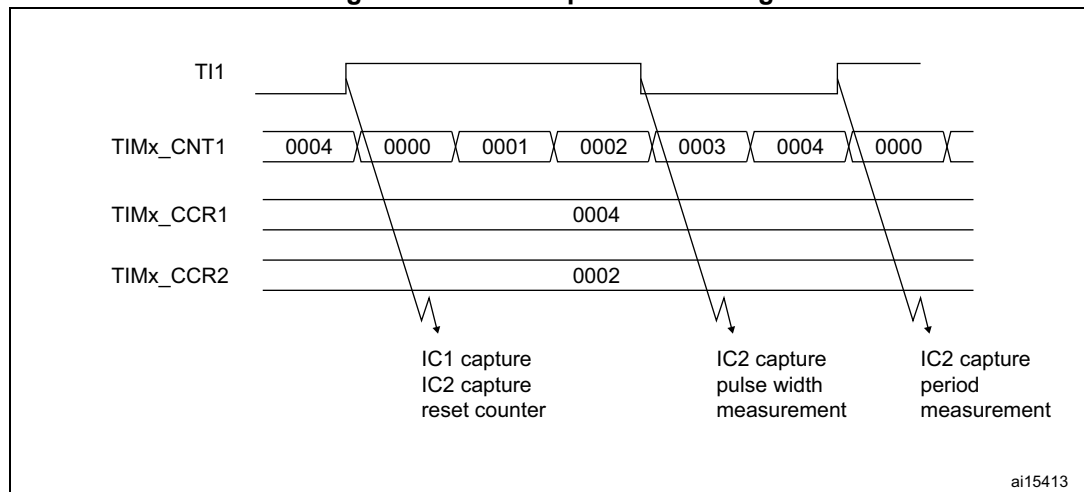 TI1
TIMx_CNT1 0004 0000 0001 0002 0003 0004 0000
TIMx_CCR1 0004
TIMx_CCR2 0002
IC1 capture
IC2 capture
reset counter
IC2 capture
pulse width
measurement
IC2 capture
period
measurement
ai15413